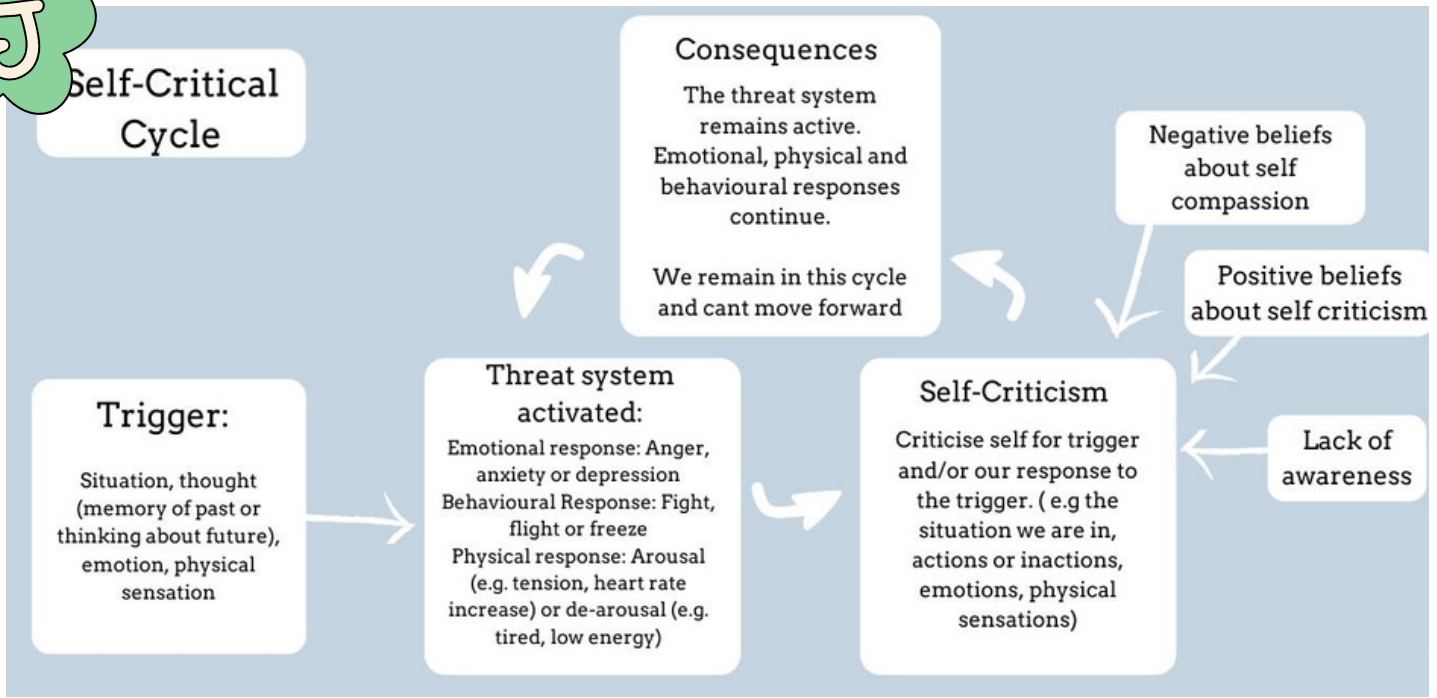 Self-Critical
Cycle
Consequences
The threat system
remains active.
Emotional, physical and
behavioural responses
continue.
We remain in this cycle
and cant move forward
Negative beliefs
about self
compassion
Positive beliefs
about self criticism
Lack of
awareness
Trigger:
Situation, thought
(memory of past or
thinking about future),
emotion, physical
sensation
Threat system
activated:
Emotional response: Anger,
anxiety or depression
Behavioural Response: Fight,
flight or freeze
Physical response: Arousal
(e.g. tension, heart rate
increase) or de-arousal (e.g.
tired, low energy)
Self-Criticism
Criticise self for trigger
and/or our response to
the trigger. ( e.g the
situation we are in,
actions or inactions,
emotions, physical
sensations)